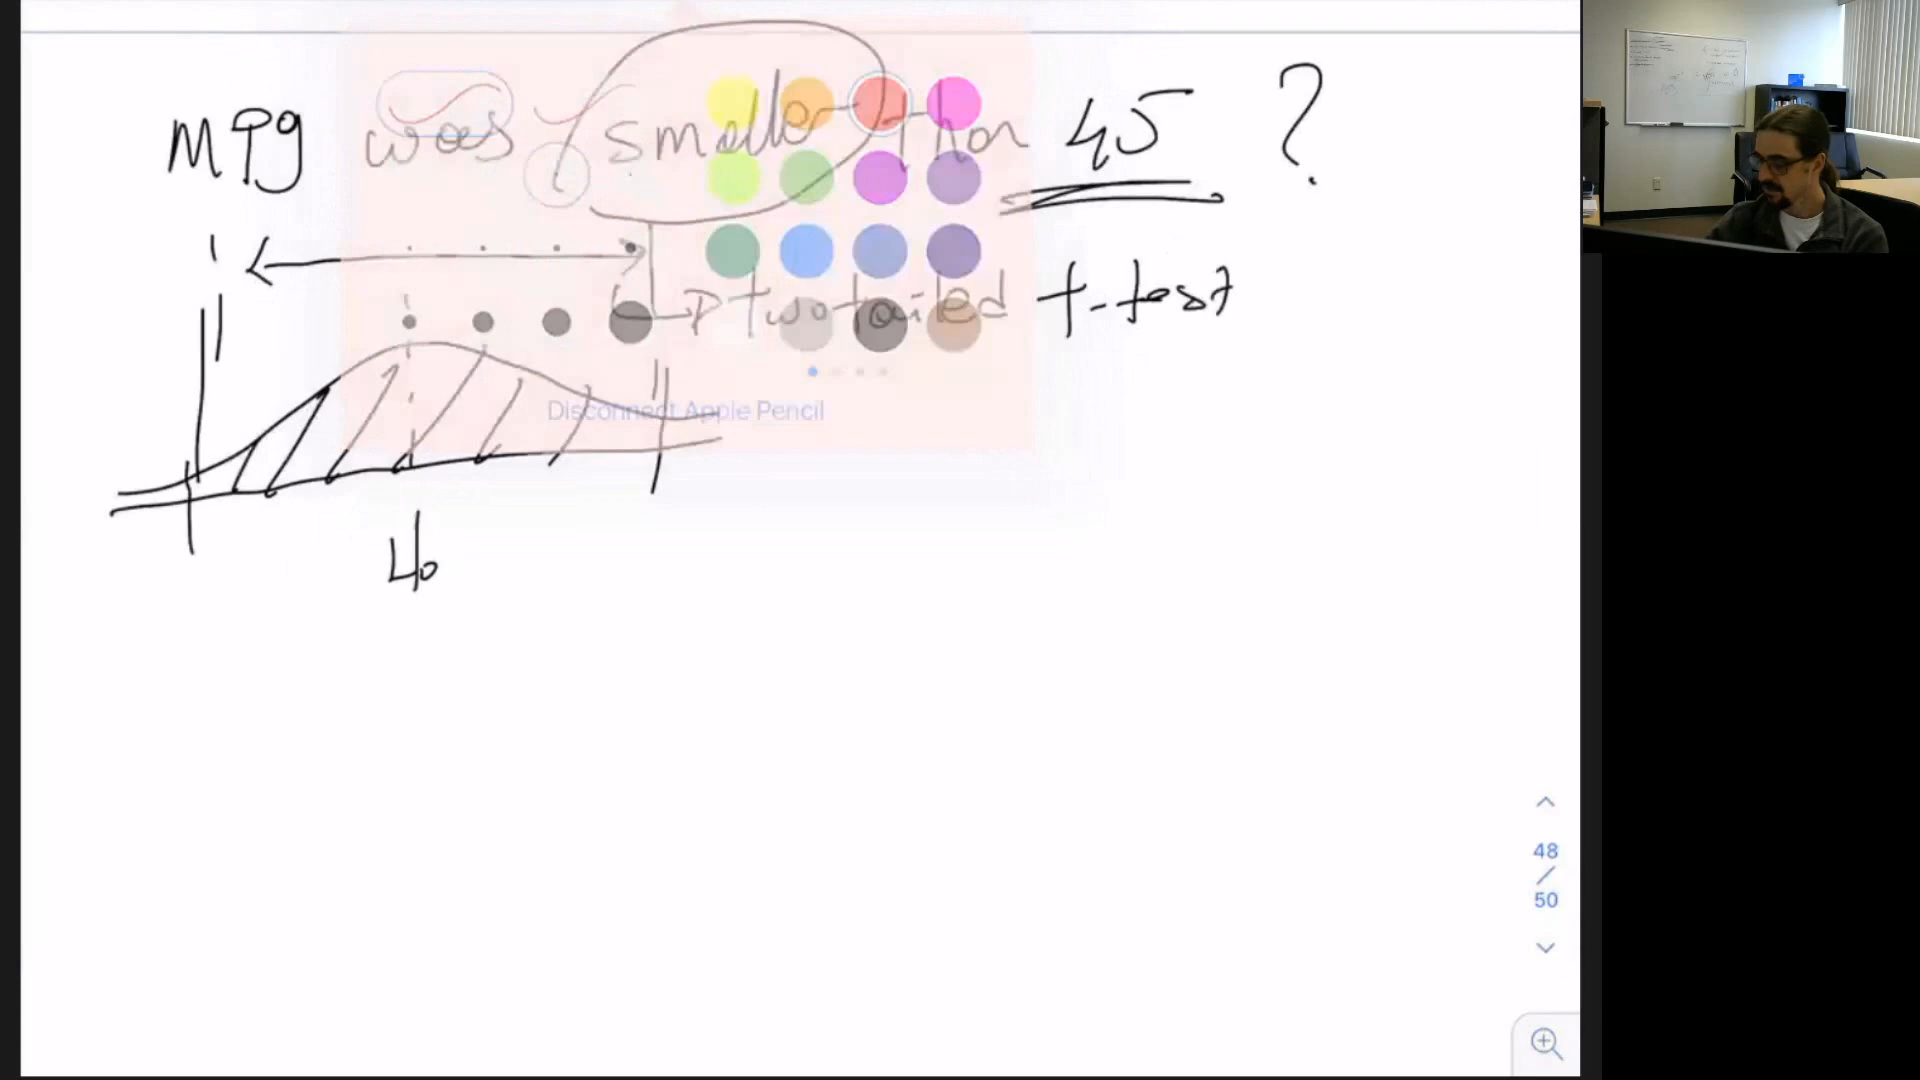 MPg was smaller than 45 ?
two tailed t-test
Disconnect Apple Pencil
40
48
/
50